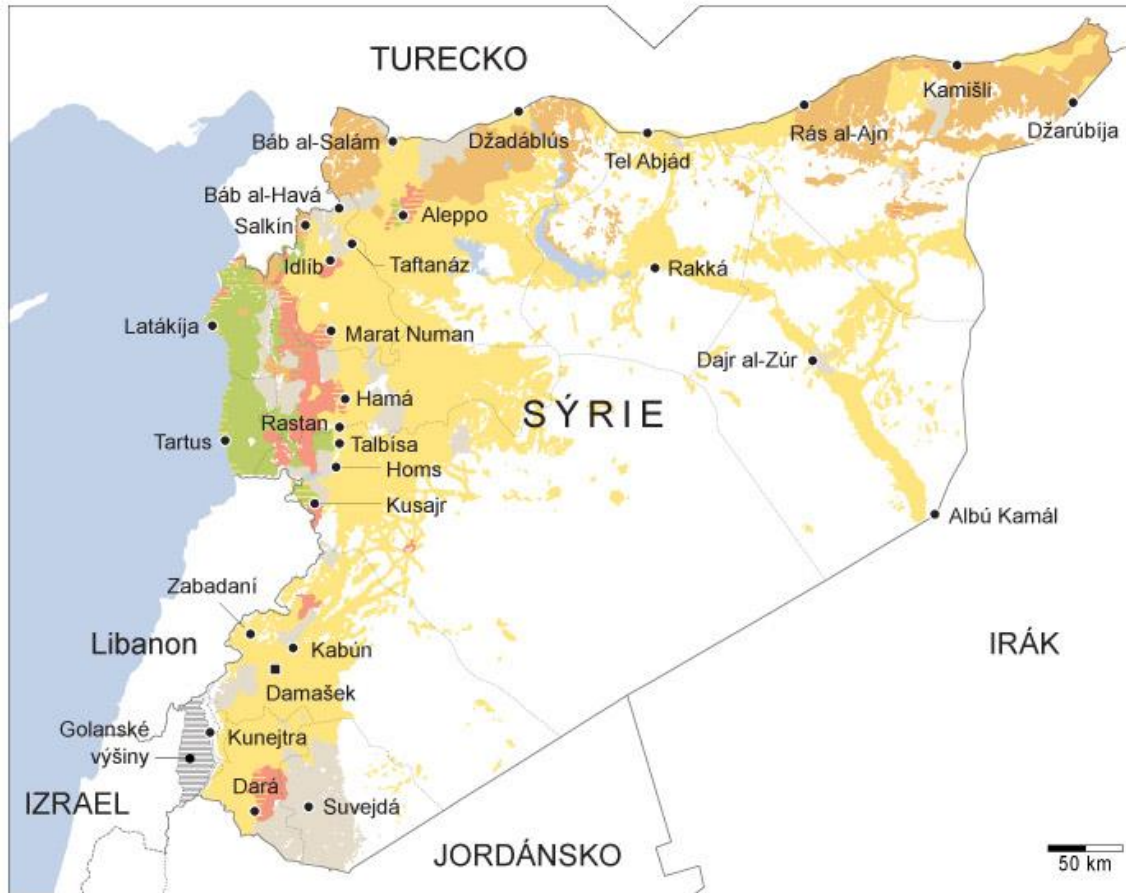 TURECKO
Kamišli
Báb al-Salám
Džadáblús
Tel Abjád
Rás al-Ajn
Džarúbíja
Báb al-Havá
Salkín
Aleppo
Idlíb
Taftanáz
Rakká
Latákíja
Marat Numan
Dajr al-Zúr
Hamá
SÝRIE
Rastan
Tartus
Talbísa
Homs
Kusajr
Albú Kamál
Zabadaní
Libanon
Kabún
IRÁK
Damašek
Golanské
výšiny
Kunejtra
Dará
IZRAEL
Suvejdá
JORDÁNSKO
50 km